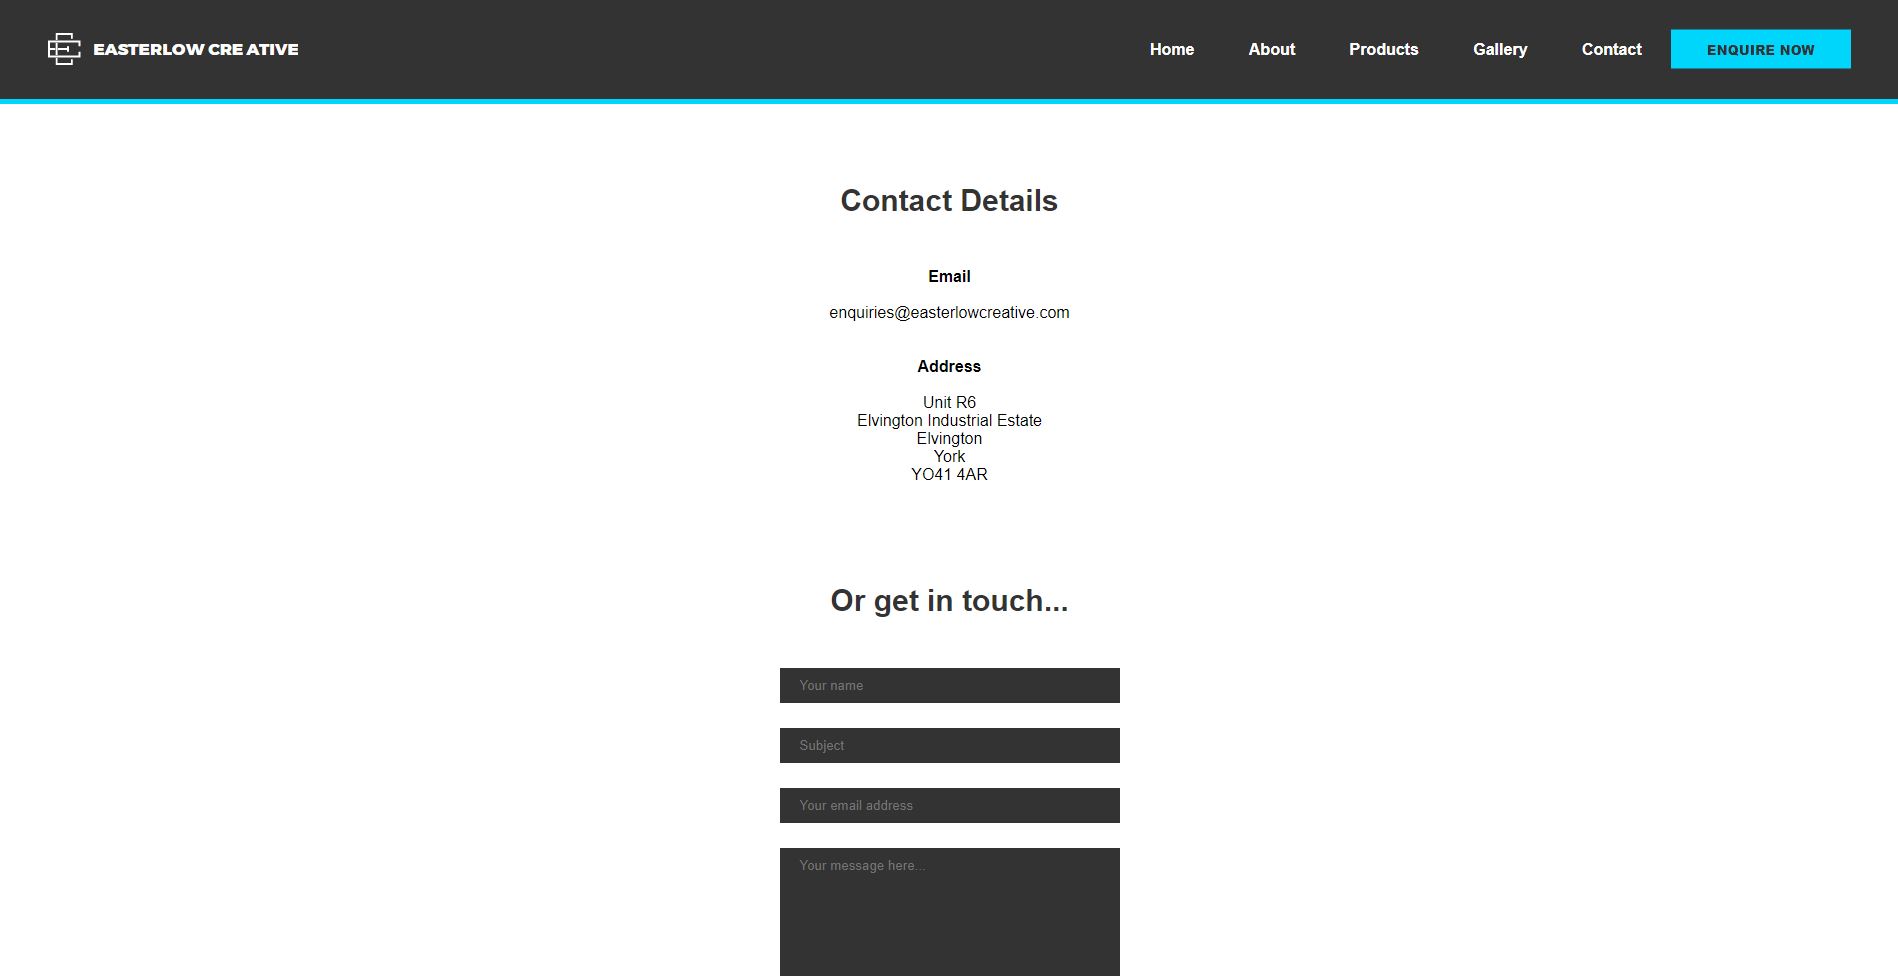 EASTERLOW CRE ATIVE
Home
About
Products
Gallery
Contact
ENQUIRE NOW
Contact Details
Email
enquiries@easterlowcreative.com
Address
Unit R6
Elvington Industrial Estate
Elvington
York
YO41 4AR
Or get in touch...
Your name
Subject
Your email address
Your message here...